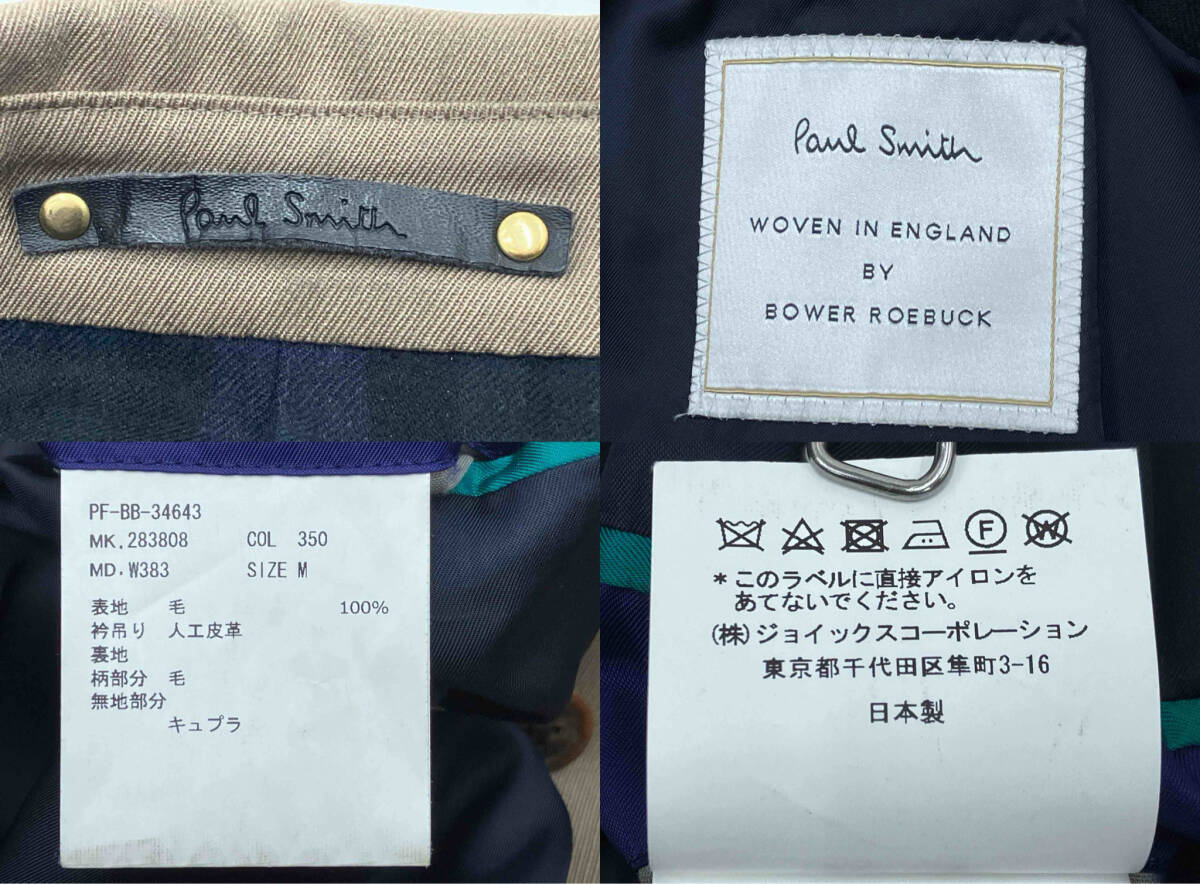 Paul Smith
Paul Smith
WOVEN IN ENGLAND
BY
BOWER ROEBUCK
PF-BB-34643
MK.283808 COL 350
MD.W383 SIZE M
表地 毛 100%
衿吊り 人工皮革
裏地
柄部分 毛
無地部分
キュプラ
F W
*このラベルに直接アイロンを
あてないでください。
(株)ジョイックスコーポレーション
東京都千代田区隼町3-16
日本製